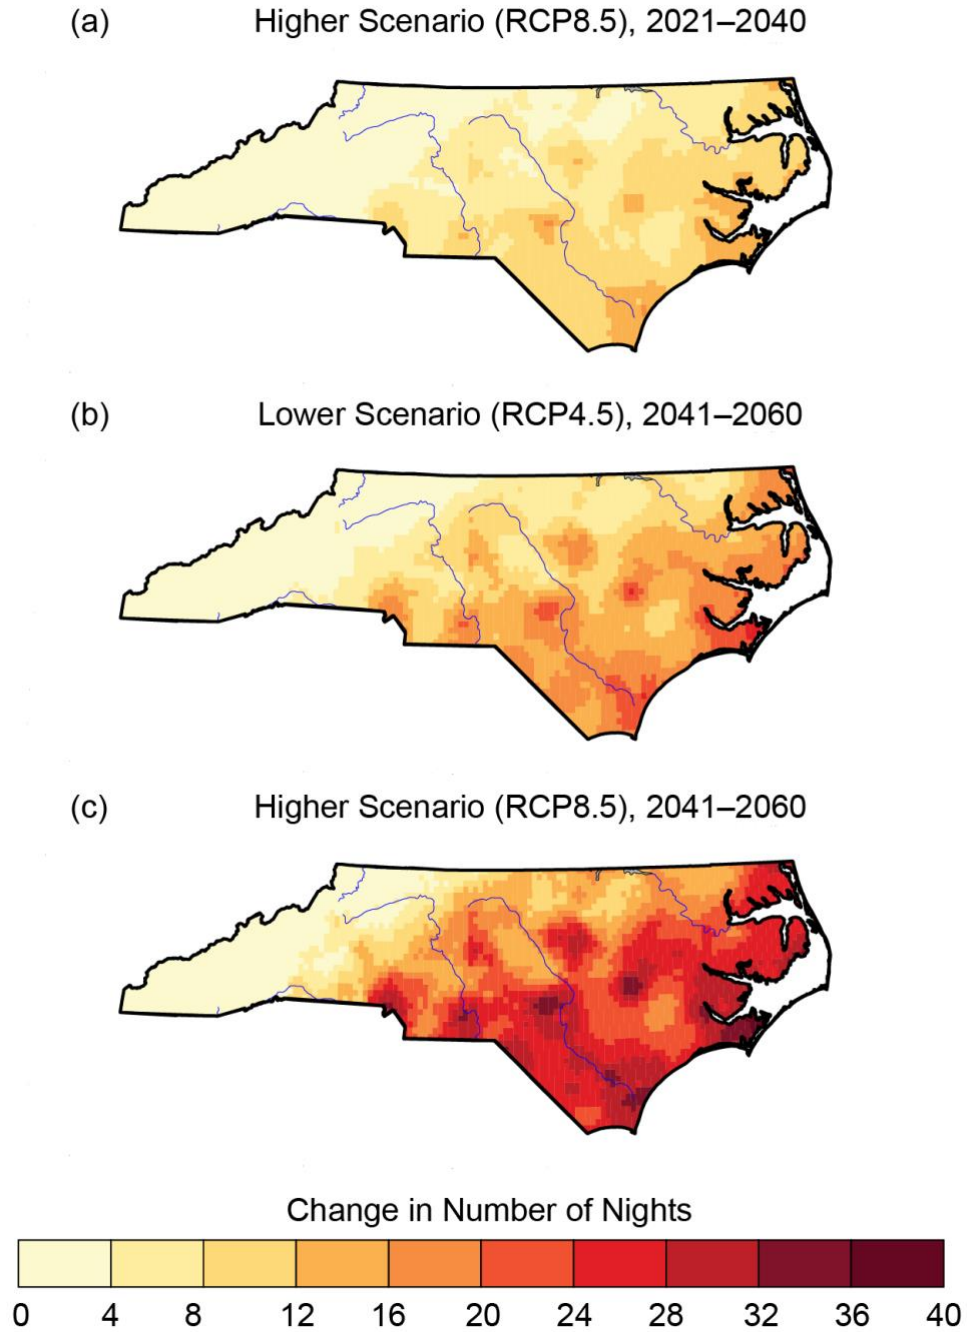 (a) Higher Scenario (RCP8.5), 2021–2040
(b) Lower Scenario (RCP4.5), 2041–2060
(c) Higher Scenario (RCP8.5), 2041–2060
Change in Number of Nights
0 4 8 12 16 20 24 28 32 36 40